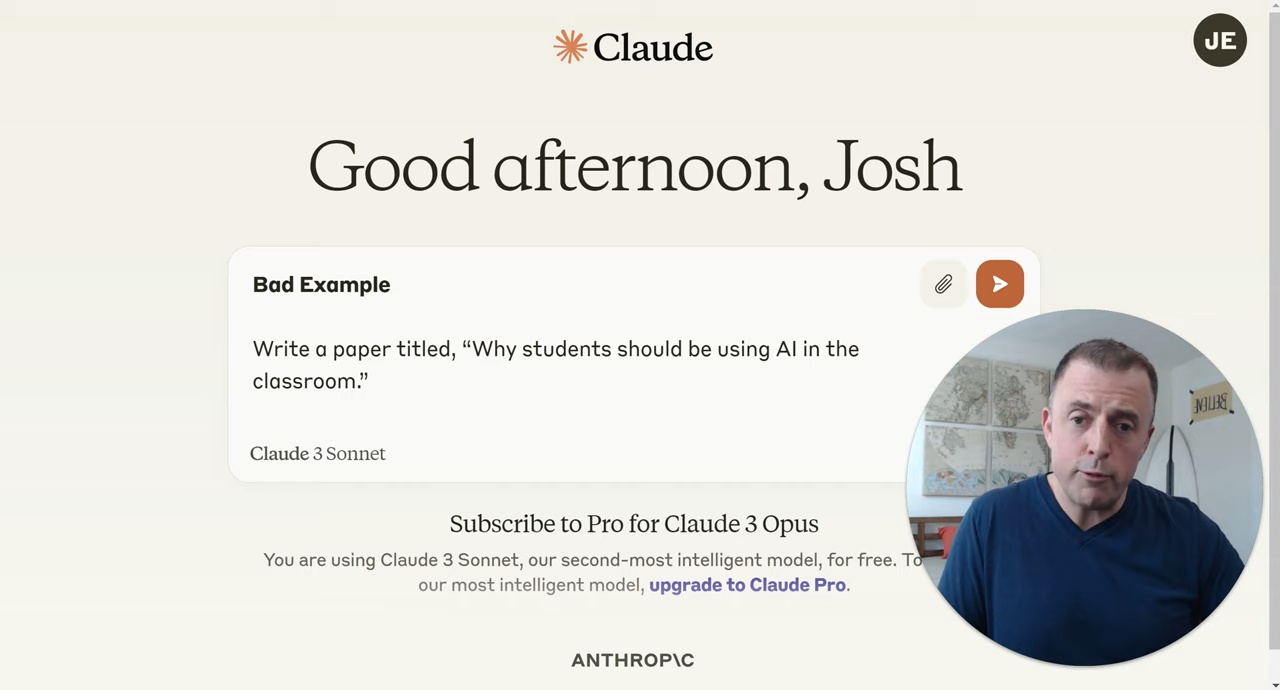 Claude
JE
Good afternoon, Josh
Bad Example
Write a paper titled, “Why students should be using AI in the
classroom.”
Claude 3 Sonnet
Subscribe to Pro for Claude 3 Opus
You are using Claude 3 Sonnet, our second-most intelligent model, for free. To
our most intelligent model, upgrade to Claude Pro.
BELIEVE
ANTHROP\C